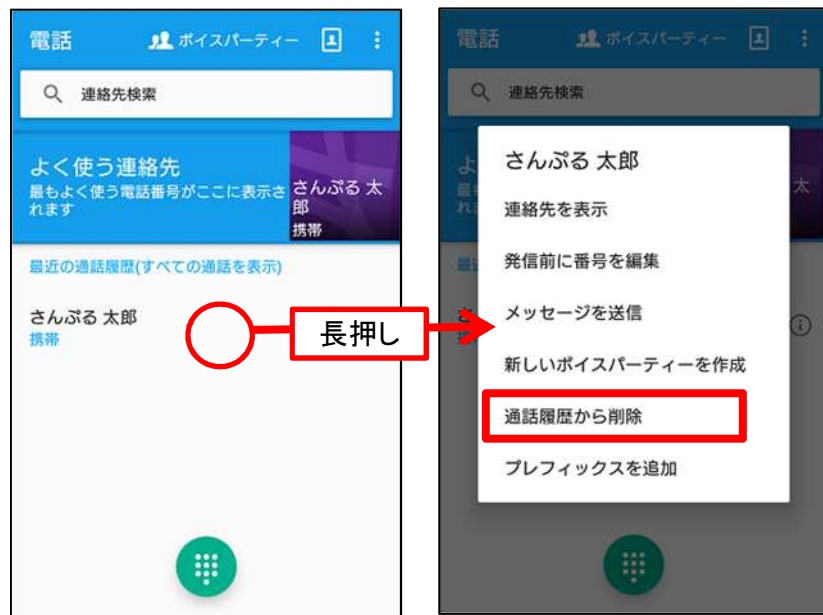 電話
ボイスパーティー
連絡先検索
よく使う連絡先
最もよく使う電話番号がここに表示さ
れます
さんぷる 太
郎
携帯
最近の通話履歴(すべての通話を表示)
さんぷる 太郎
携帯
長押し
電話
ボイスパーティー
連絡先検索
よ
最も
れま
太
さんぷる 太郎
連絡先を表示
発信前に番号を編集
メッセージを送信
新しいボイスパーティーを作成
通話履歴から削除
プレフィックスを追加